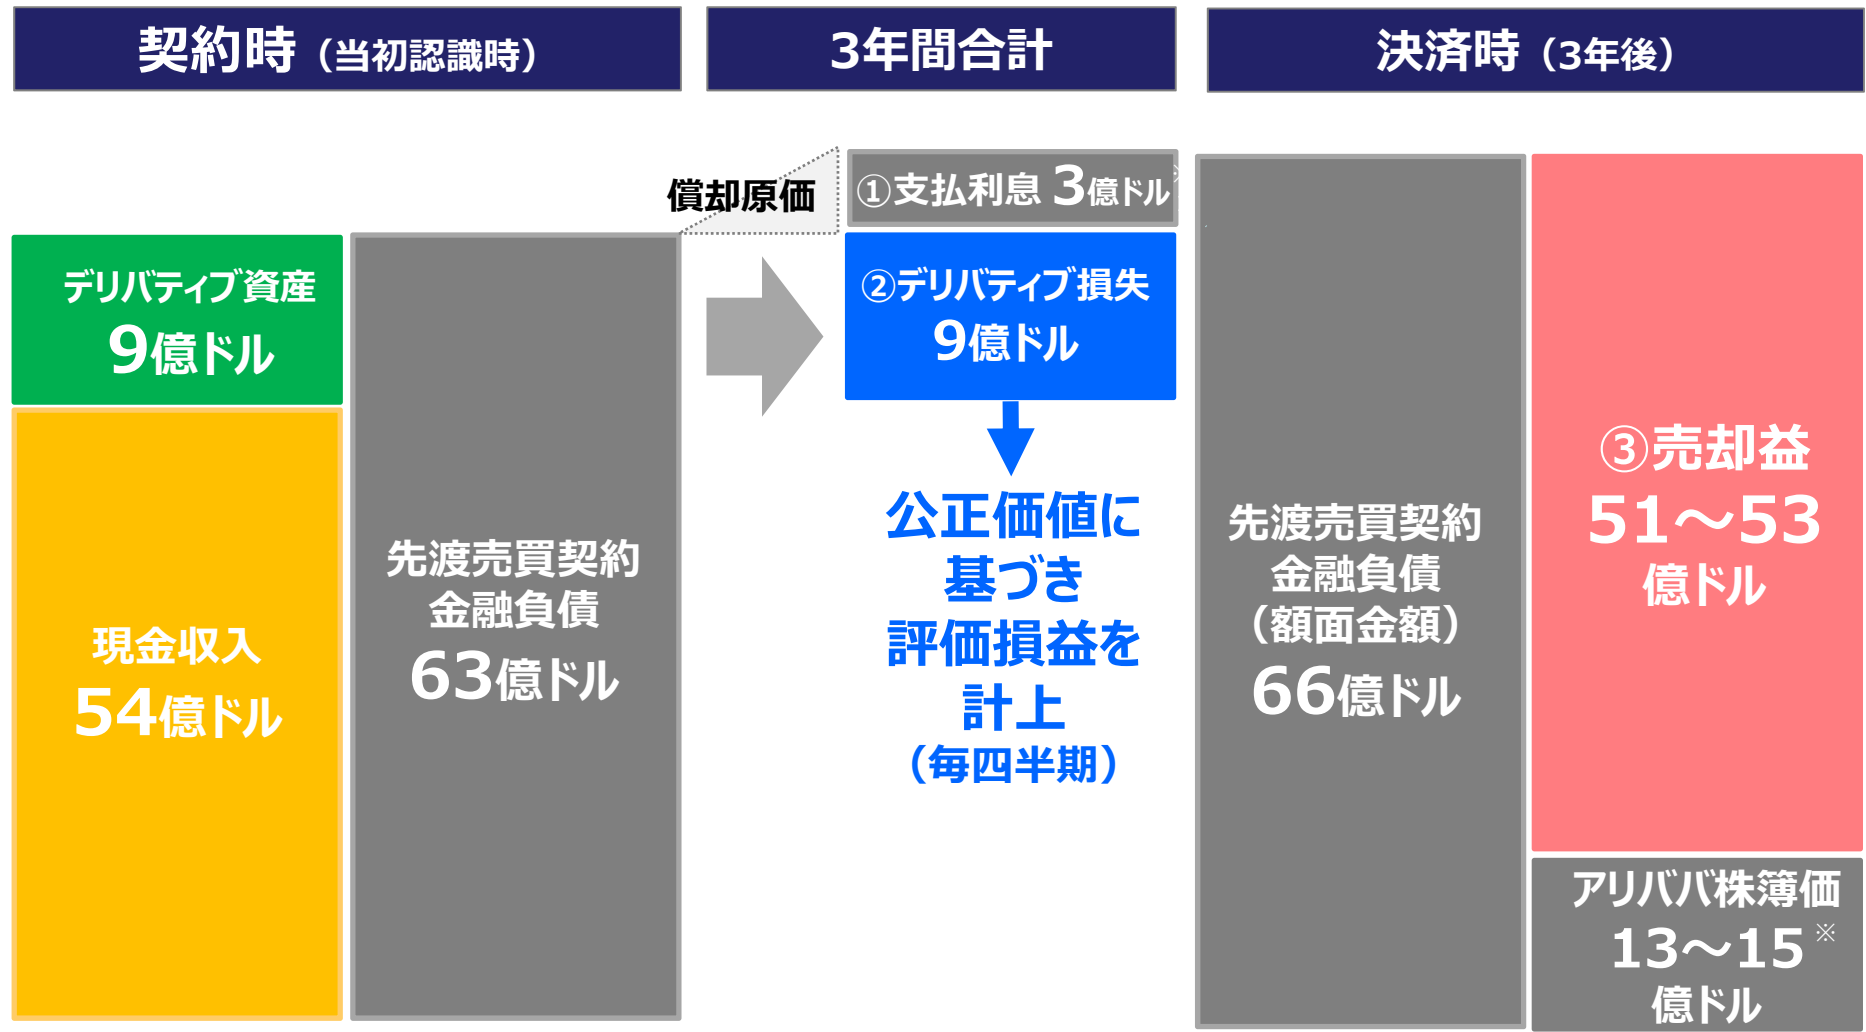 契約時（当初認識時）
3年間合計
決済時（3年後）
償却原価
①支払利息 3億ドル※
デリバティブ資産
9億ドル
②デリバティブ損失
9億ドル
現金収入
54億ドル
先渡売買契約
金融負債
63億ドル
公正価値に
基づき
評価損益を
計上
（毎四半期）
先渡売買契約
金融負債
（額面金額）
66億ドル
③売却益
51～53
億ドル
アリババ株簿価
13～15※
億ドル